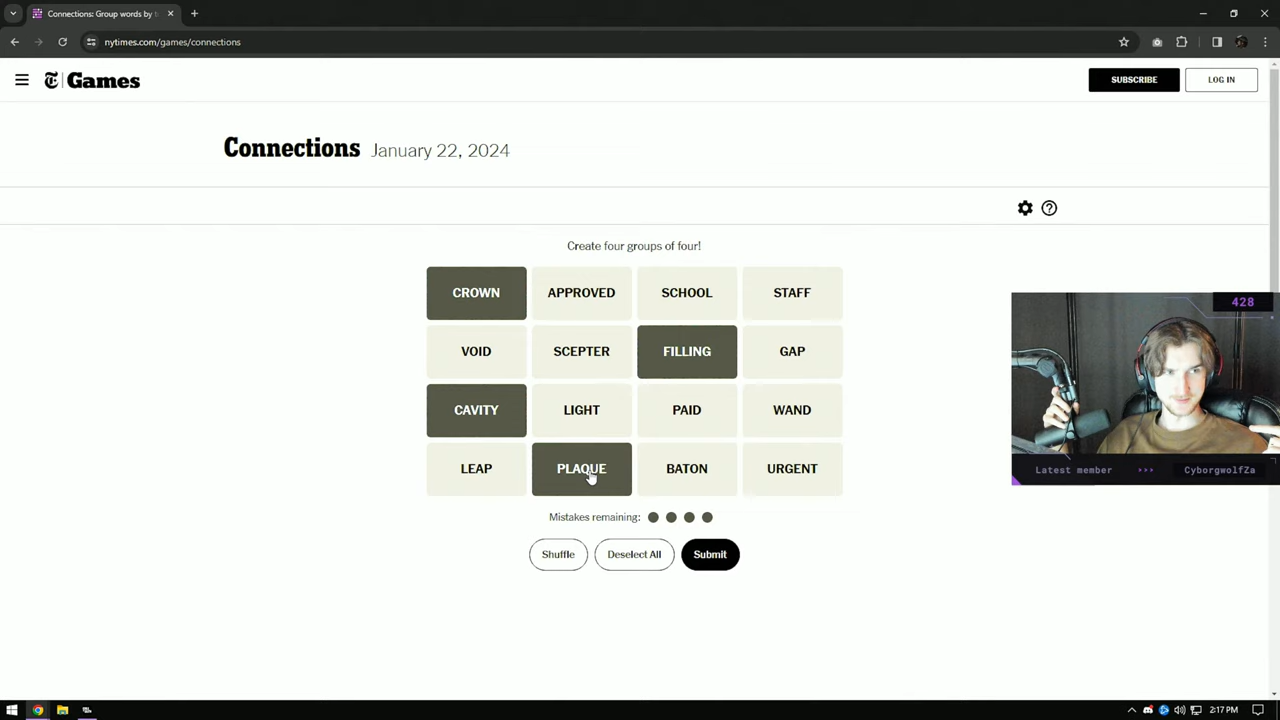 Connections: Group words by t
nytimes.com/games/connections
Games
SUBSCRIBE
LOG IN
Connections January 22, 2024
Create four groups of four!
CROWN APPROVED SCHOOL STAFF
VOID SCEPTER FILLING GAP
CAVITY LIGHT PAID WAND
LEAP PLAQUE BATON URGENT
Mistakes remaining:
Shuffle Deselect All Submit
428
Latest member >>> CyborgwolfZa
2:17 PM